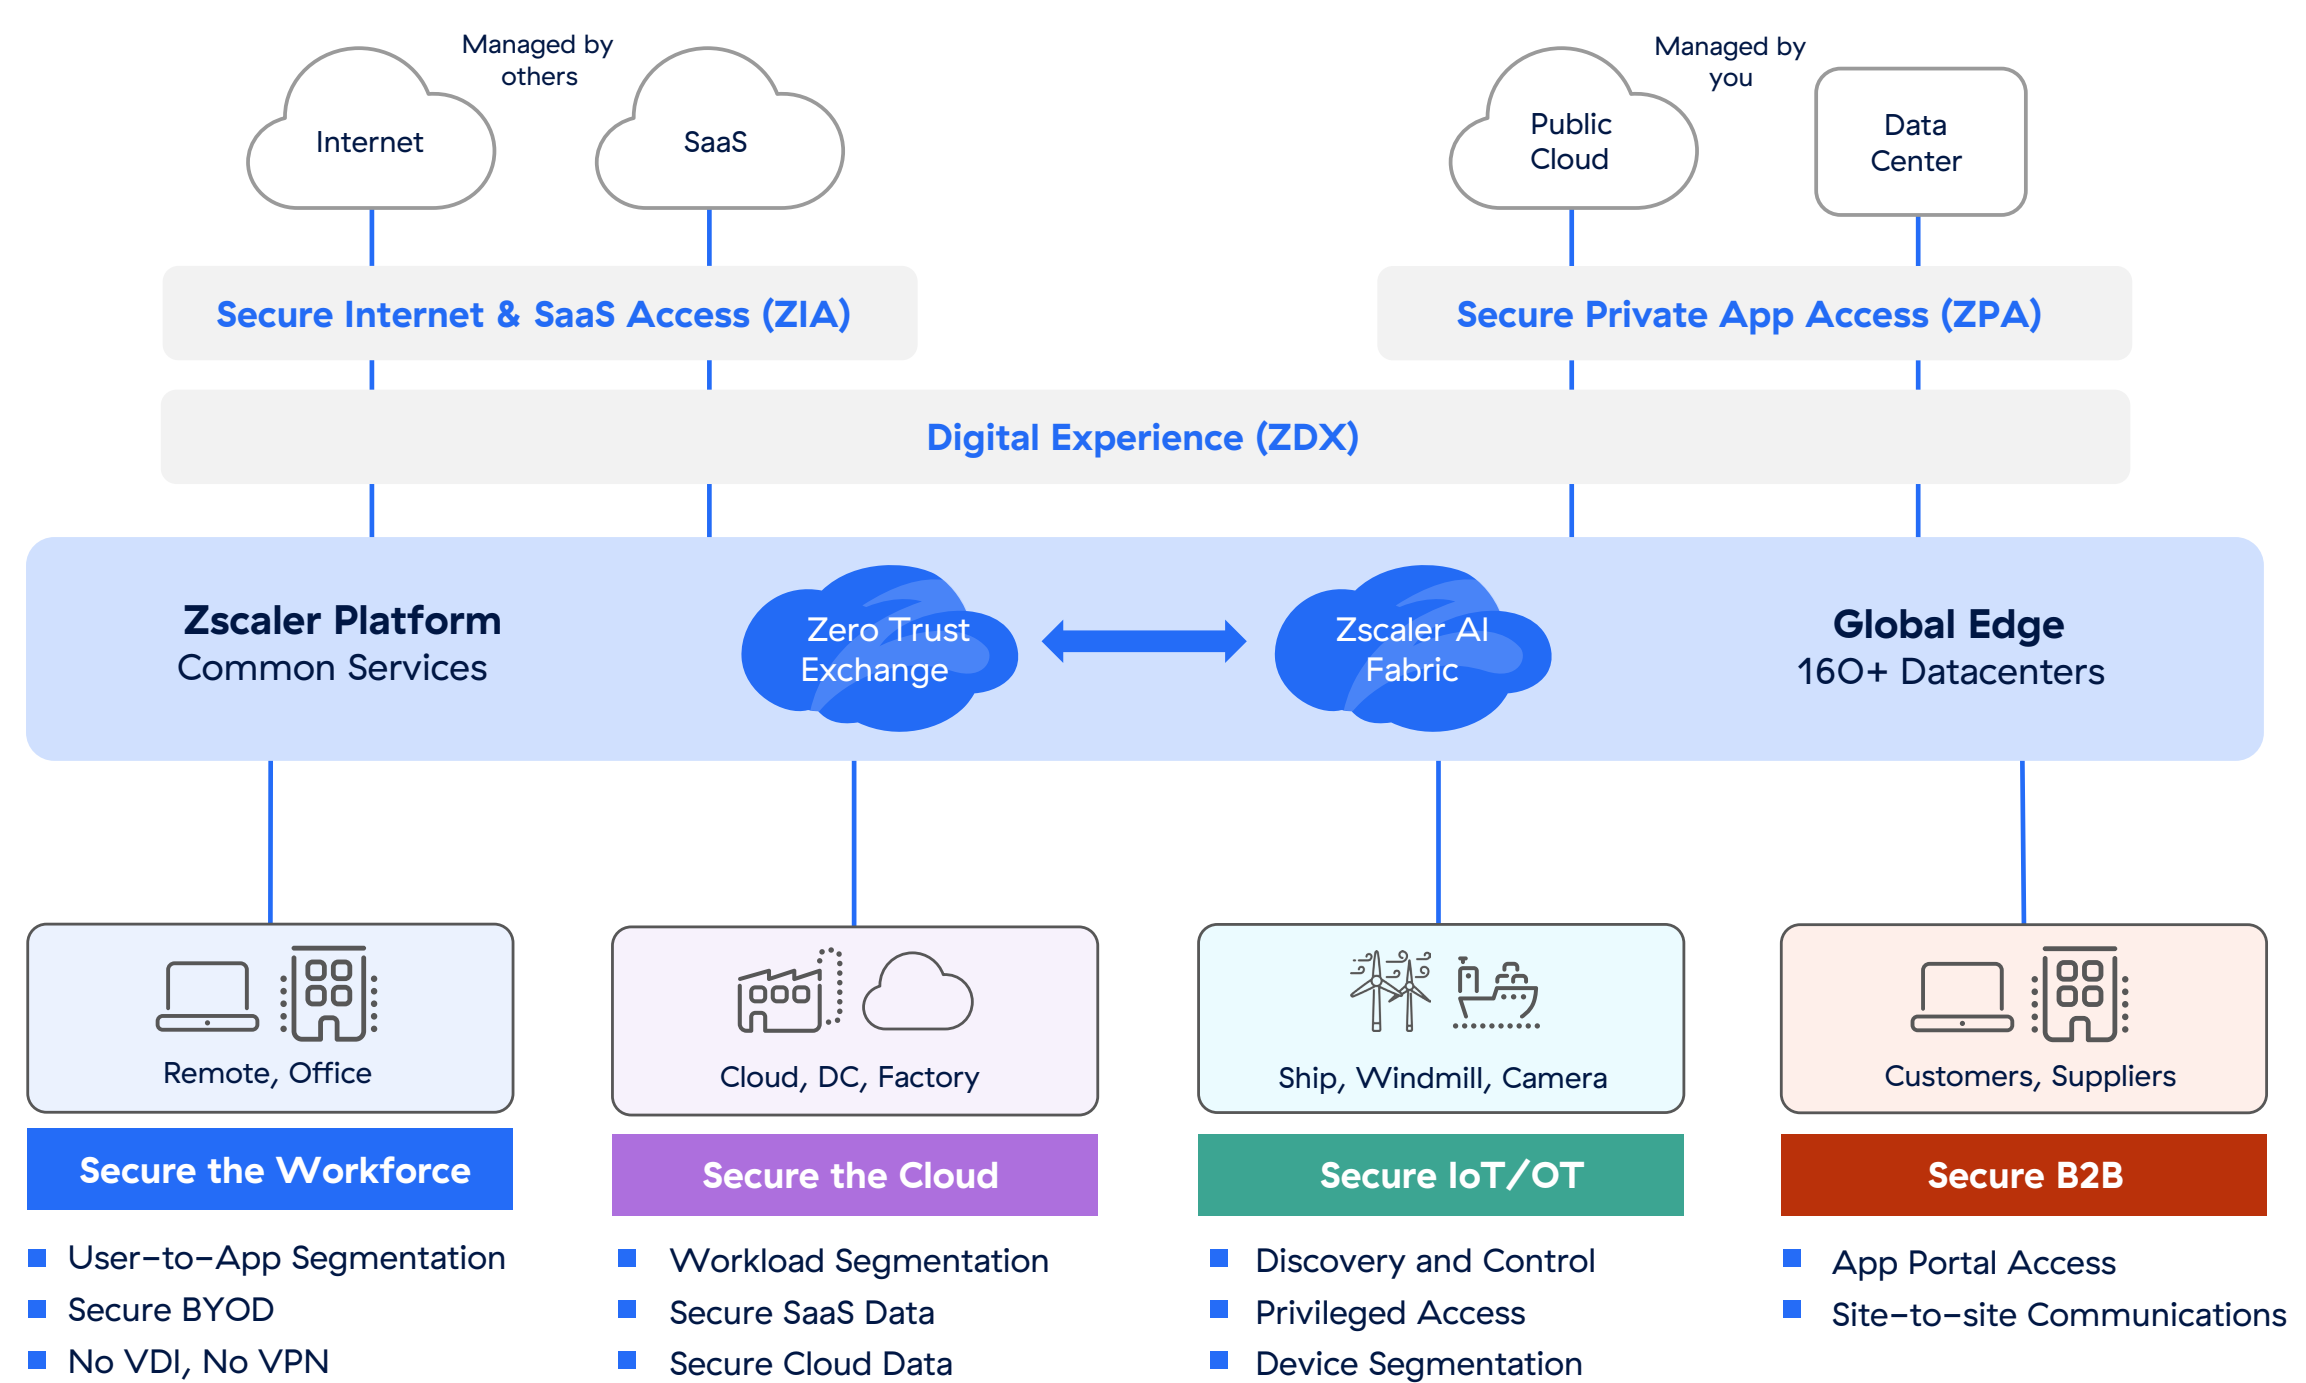 Managed by
others
Managed by
you
Internet
SaaS
Public
Cloud
Data
Center
Secure Internet & SaaS Access (ZIA)
Secure Private App Access (ZPA)
Digital Experience (ZDX)
Zscaler Platform
Common Services
Zero Trust
Exchange
Zscaler AI
Fabric
Global Edge
160+ Datacenters
Remote, Office
Cloud, DC, Factory
Ship, Windmill, Camera
Customers, Suppliers
Secure the Workforce
Secure the Cloud
Secure IoT/OT
Secure B2B
User-to-App Segmentation
Secure BYOD
No VDI, No VPN
Workload Segmentation
Secure SaaS Data
Secure Cloud Data
Discovery and Control
Privileged Access
Device Segmentation
App Portal Access
Site-to-site Communications